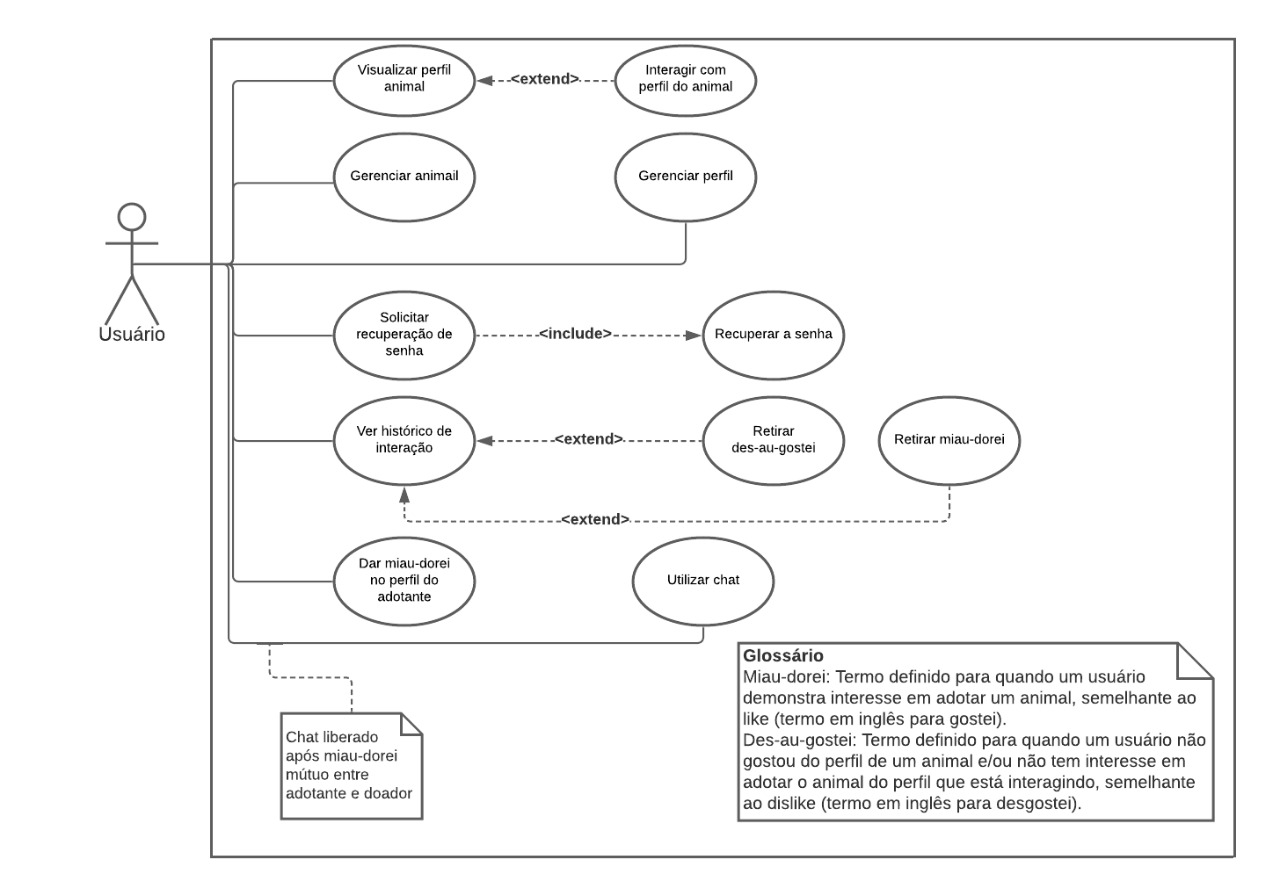 Visualizar perfil
animal
<extend>
Interagir com
perfil do animal
Gerenciar animail
Gerenciar perfil
Usuário
Solicitar
recuperação de
senha
<include>
Recuperar a senha
Ver histórico de
interação
<extend>
Retirar
des-au-gostei
Retirar miau-dorei
<extend>
Dar miau-dorei
no perfil do
adotante
Utilizar chat
Chat liberado
após miau-dorei
mútuo entre
adotante e doador
Glossário
Miau-dorei: Termo definido para quando um usuário
demonstra interesse em adotar um animal, semelhante ao
like (termo em inglês para gostei).
Des-au-gostei: Termo definido para quando um usuário não
gostou do perfil de um animal e/ou não tem interesse em
adotar o animal do perfil que está interagindo, semelhante
ao dislike (termo em inglês para desgostei).